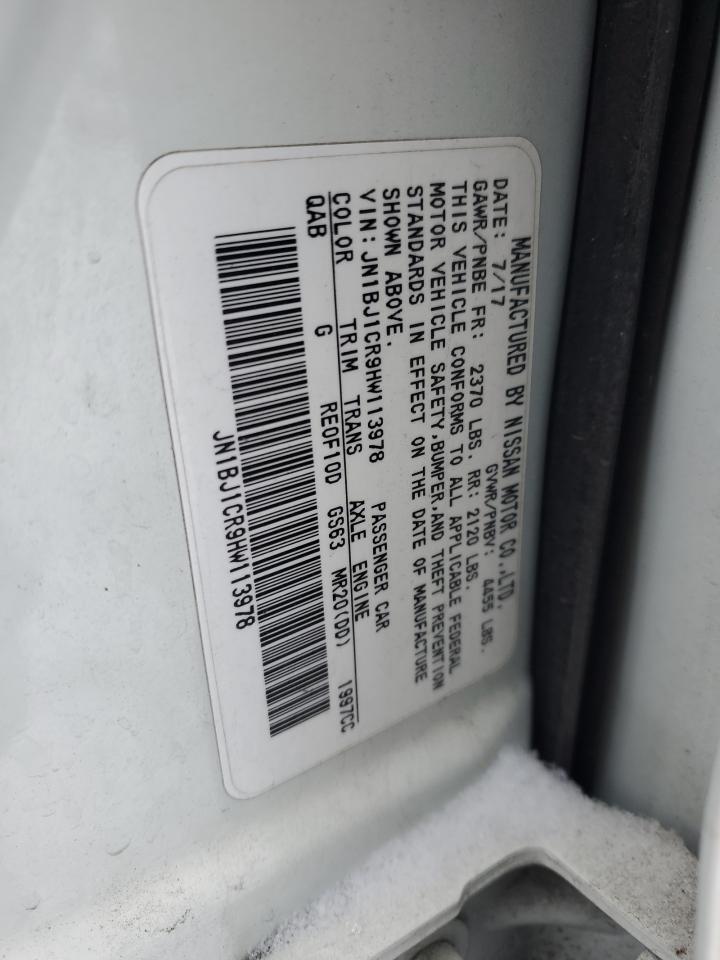 MANUFACTURED BY NISSAN MOTOR CO.,LTD.
DATE: 7/17 GVWR/PNBV: 4455 LBS.
GAWR/PNBE FR: 2370 LBS. RR: 2120 LBS.
THIS VEHICLE CONFORMS TO ALL APPLICABLE FEDERAL
MOTOR VEHICLE SAFETY,BUMPER,AND THEFT PREVENTION
STANDARDS IN EFFECT ON THE DATE OF MANUFACTURE
SHOWN ABOVE.
VIN: JN1BJ1CR9HW113978 PASSENGER CAR
COLOR TRIM TRANS AXLE ENGINE
QAB G RE0F10D GS63 MR20(DD) 1997CC
JN1BJ1CR9HW113978